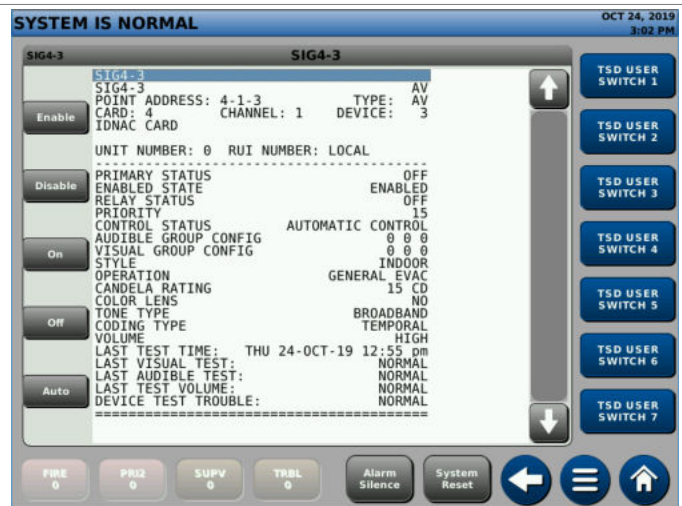 SYSTEM IS NORMAL
OCT 24, 2019
3:02 PM
SIG4-3
SIG4-3
SIG4-3
SIG4-3 AV
POINT ADDRESS: 4-1-3 TYPE: AV
CARD: 4 CHANNEL: 1 DEVICE: 3
IDNAC CARD
UNIT NUMBER: 0 RUI NUMBER: LOCAL
----------------------------------------
PRIMARY STATUS OFF
ENABLED STATE ENABLED
RELAY STATUS OFF
PRIORITY 15
CONTROL STATUS AUTOMATIC CONTROL
AUDIBLE GROUP CONFIG 0 0 0
VISUAL GROUP CONFIG 0 0 0
STYLE INDOOR
OPERATION GENERAL EVAC
CANDELA RATING 15 CD
COLOR LENS NO
TONE TYPE BROADBAND
CODING TYPE TEMPORAL
VOLUME HIGH
LAST TEST TIME: THU 24-OCT-19 12:55 pm
LAST VISUAL TEST: NORMAL
LAST AUDIBLE TEST: NORMAL
LAST TEST VOLUME: NORMAL
DEVICE TEST TROUBLE: NORMAL
========================================
Enable
Disable
On
Off
Auto
TSD USER
SWITCH 1
TSD USER
SWITCH 2
TSD USER
SWITCH 3
TSD USER
SWITCH 4
TSD USER
SWITCH 5
TSD USER
SWITCH 6
TSD USER
SWITCH 7
FIRE
0
PRI2
0
SUPV
0
TRBL
0
Alarm
Silence
System
Reset